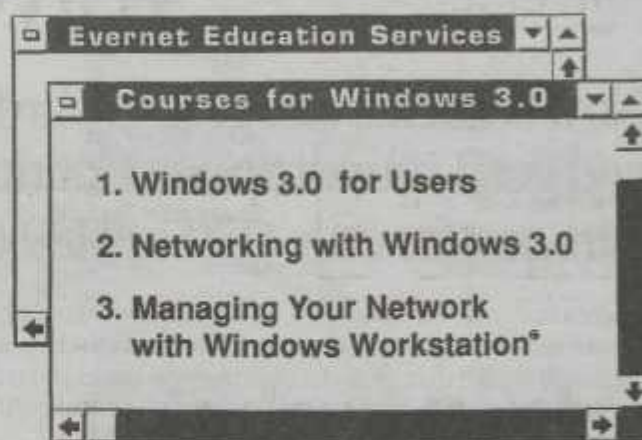 Evernet Education Services
Courses for Windows 3.0
1. Windows 3.0 for Users
2. Networking with Windows 3.0
3. Managing Your Network
with Windows Workstation®